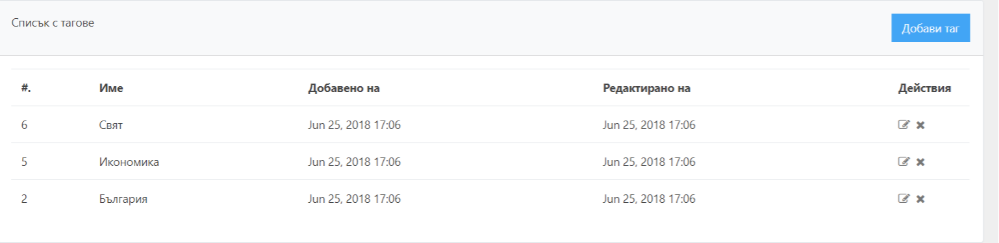 Списък с тагове
Добави таг
#. Име Добавено на Редактирано на Действия
6 Свят Jun 25, 2018 17:06 Jun 25, 2018 17:06
5 Икономика Jun 25, 2018 17:06 Jun 25, 2018 17:06
2 България Jun 25, 2018 17:06 Jun 25, 2018 17:06